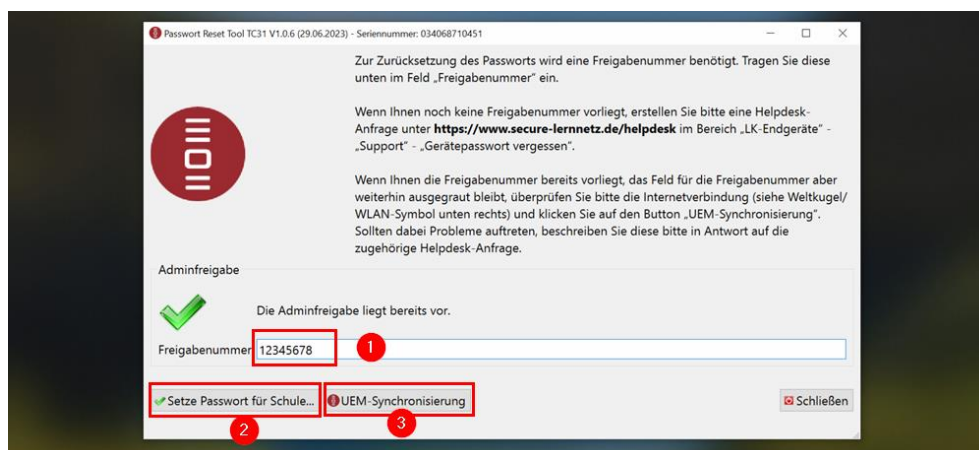 Passwort Reset Tool TC31 V1.0.6 (29.06.2023) - Seriennummer: 034068710451
Zur Zurücksetzung des Passworts wird eine Freigabenummer benötigt. Tragen Sie diese
unten im Feld „Freigabenummer“ ein.
Wenn Ihnen noch keine Freigabenummer vorliegt, erstellen Sie bitte eine Helpdesk-
Anfrage unter https://www.secure-lernnetz.de/helpdesk im Bereich „LK-Endgeräte“ -
„Support“ - „Gerätepasswort vergessen“.
Wenn Ihnen die Freigabenummer bereits vorliegt, das Feld für die Freigabenummer aber
weiterhin ausgegraut bleibt, überprüfen Sie bitte die Internetverbindung (siehe Weltkugel/
WLAN-Symbol unten rechts) und klicken Sie auf den Button „UEM-Synchronisierung“.
Sollten dabei Probleme auftreten, beschreiben Sie diese bitte in Antwort auf die
zugehörige Helpdesk-Anfrage.
Adminfreigabe
Die Adminfreigabe liegt bereits vor.
Freigabenummer 12345678 1
Setze Passwort für Schule... UEM-Synchronisierung Schließen
2 3